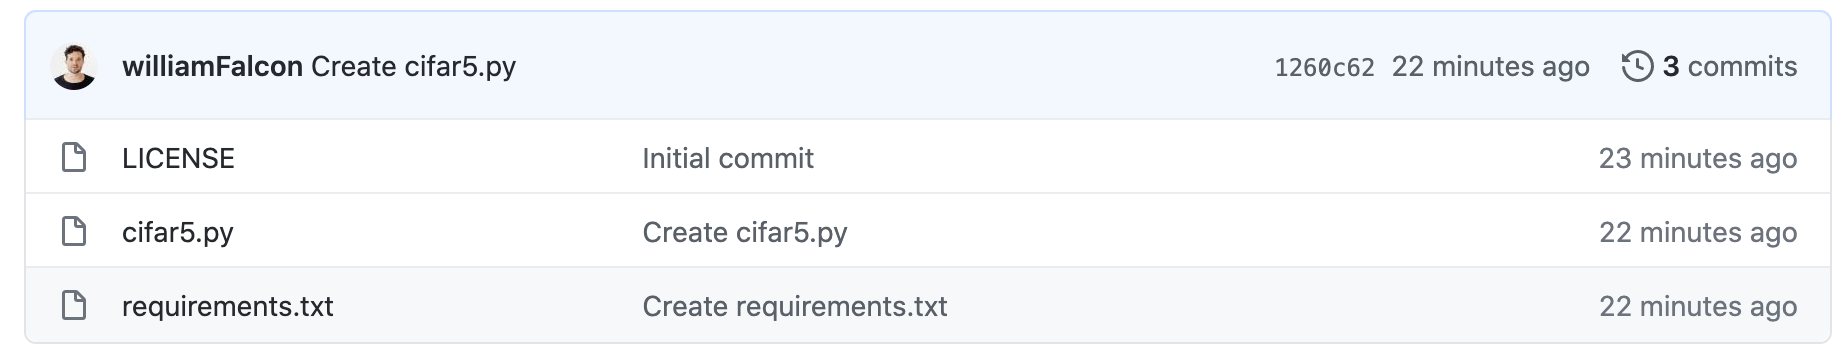 williamFalcon Create cifar5.py 1260c62 22 minutes ago 3 commits
LICENSE Initial commit 23 minutes ago
cifar5.py Create cifar5.py 22 minutes ago
requirements.txt Create requirements.txt 22 minutes ago